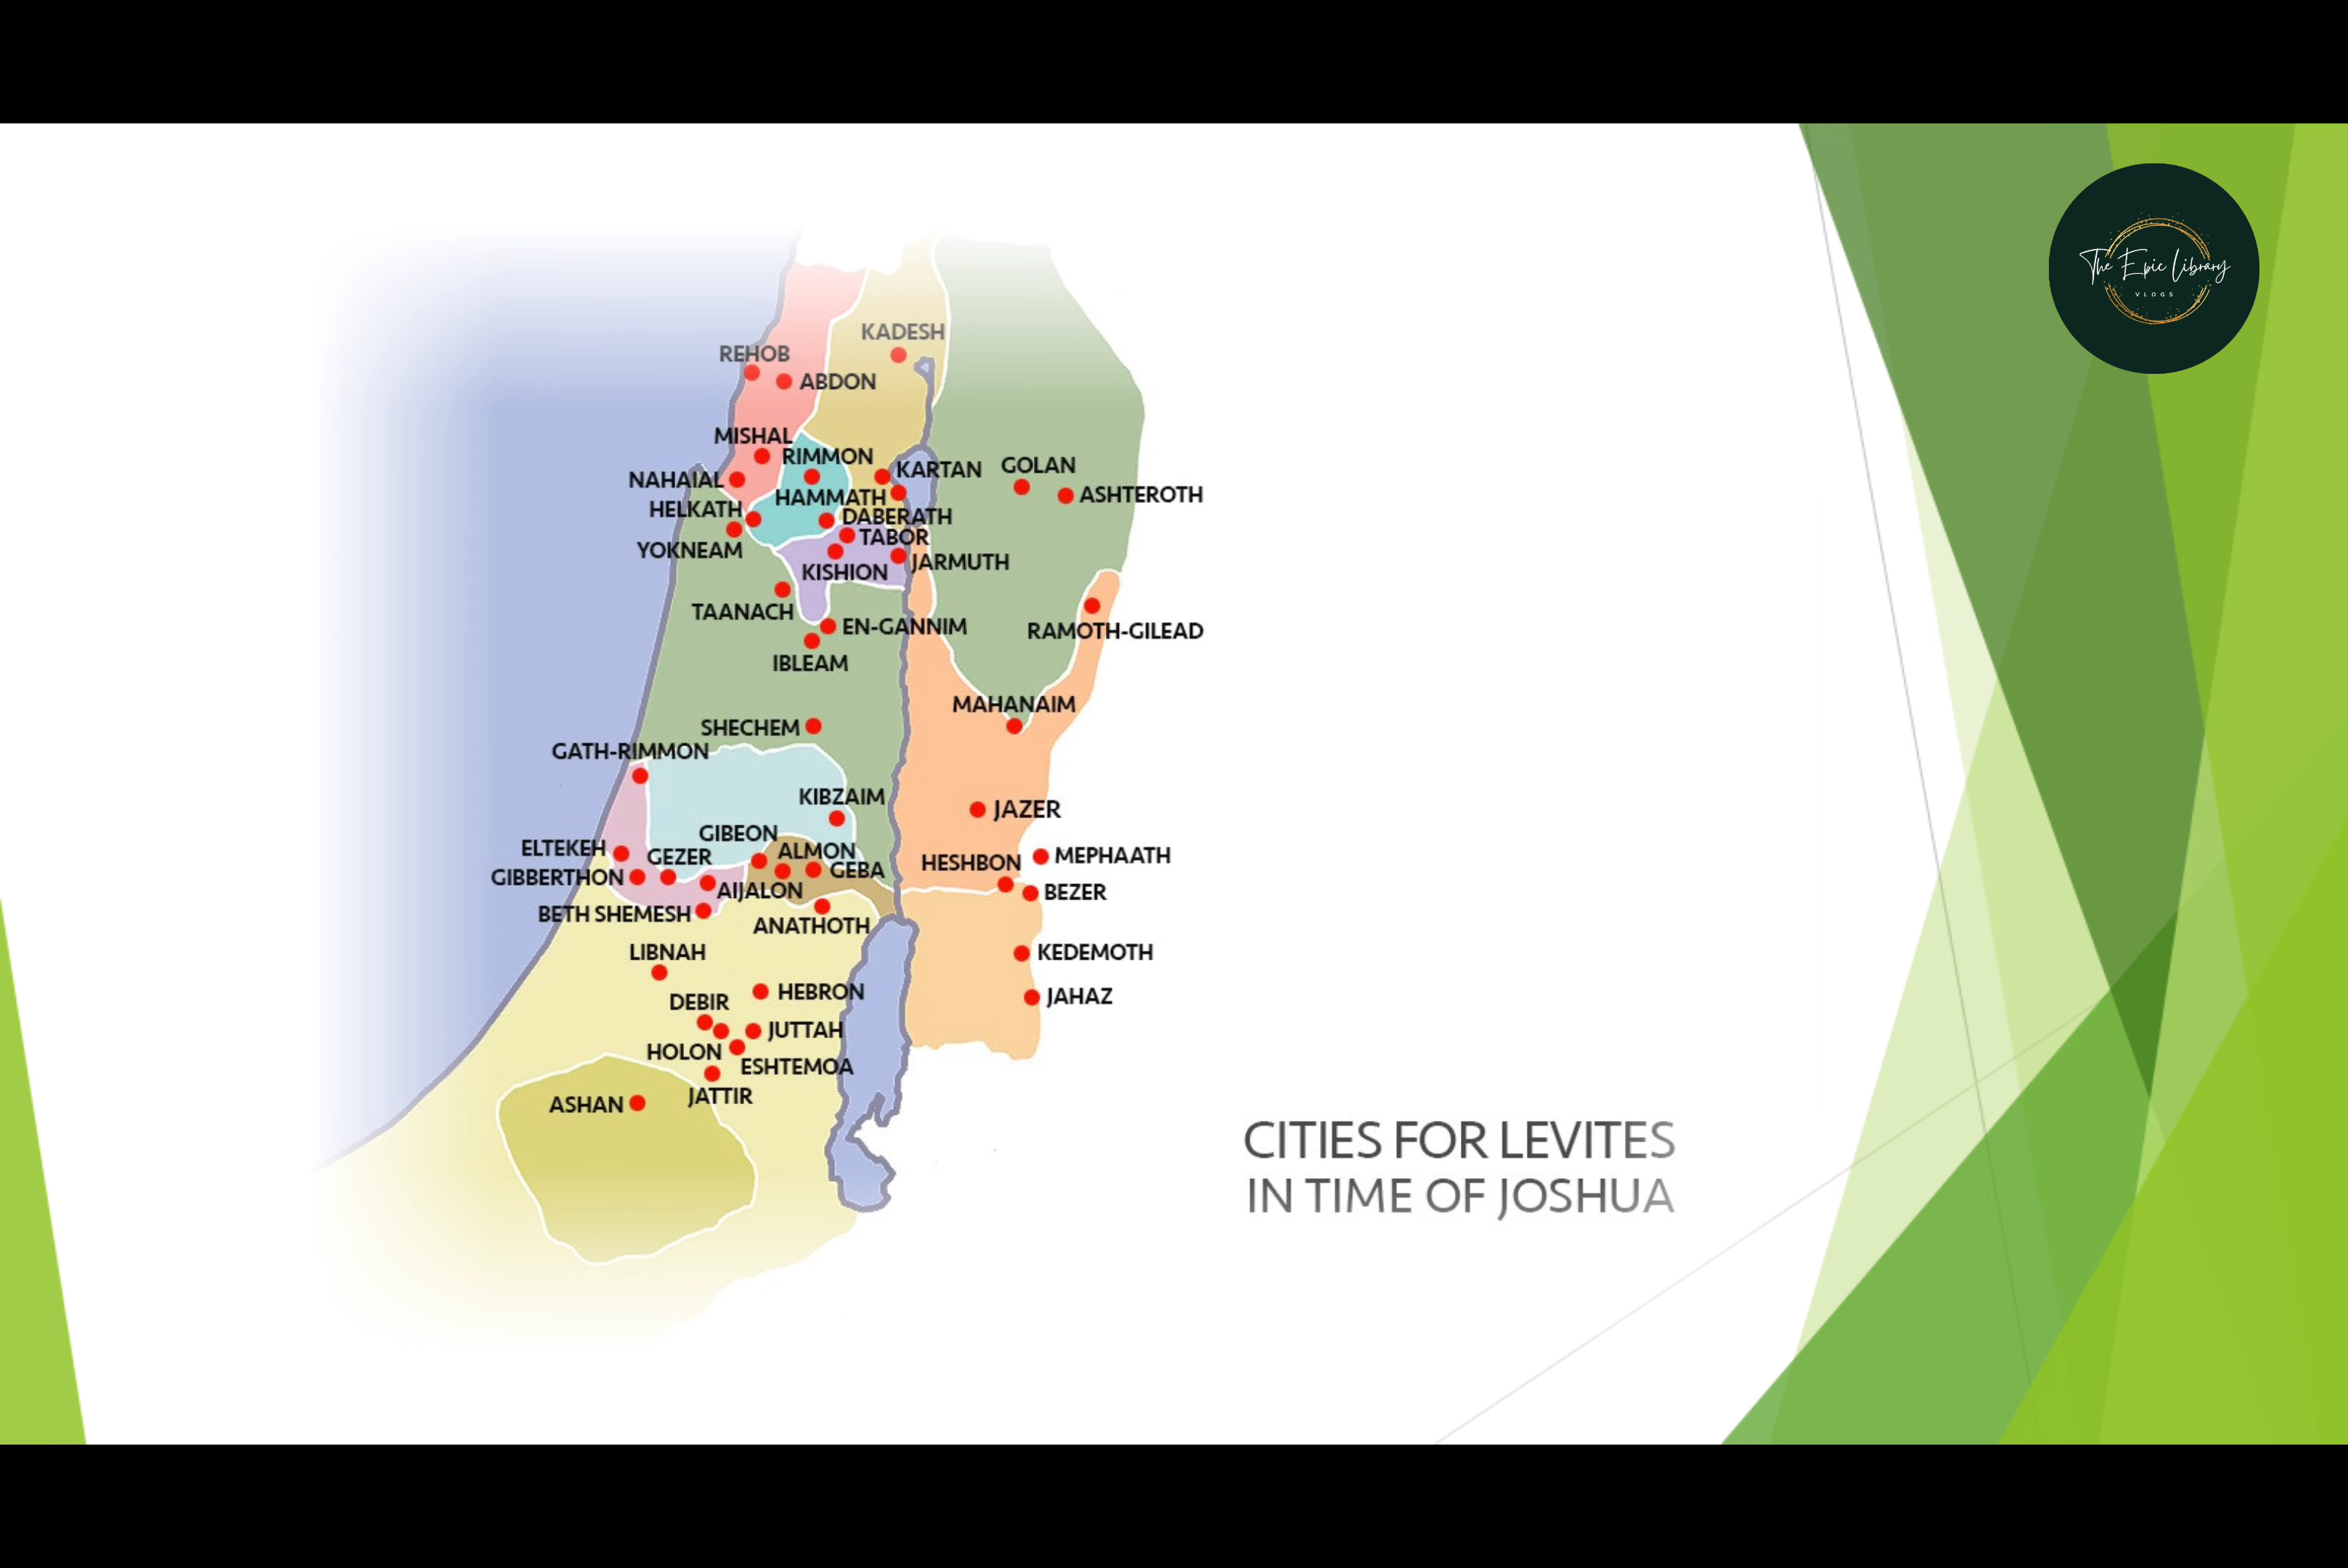 The Epic Library
VLOGS
KADESH
REHOB
ABDON
MISHAL
RIMMON
KARTAN
GOLAN
NAHAIAL
HAMMATH
ASHTEROTH
HELKATH
DABERATH
TABOR
YOKNEAM
JARMUTH
KISHION
TAANACH
EN-GANNIM
RAMOTH-GILEAD
IBLEAM
MAHANAIM
SHECHEM
GATH-RIMMON
KIBZAIM
JAZER
GIBEON
ELTEKEH
ALMON
GEZER
MEPHAATH
HESHBON
GEBA
GIBBERTHON
AIJALON
BEZER
BETH SHEMESH
ANATHOTH
LIBNAH
KEDEMOTH
HEBRON
JAHAZ
DEBIR
JUTTAH
HOLON
ESHTEMOA
JATTIR
ASHAN
CITIES FOR LEVITES
IN TIME OF JOSHUA